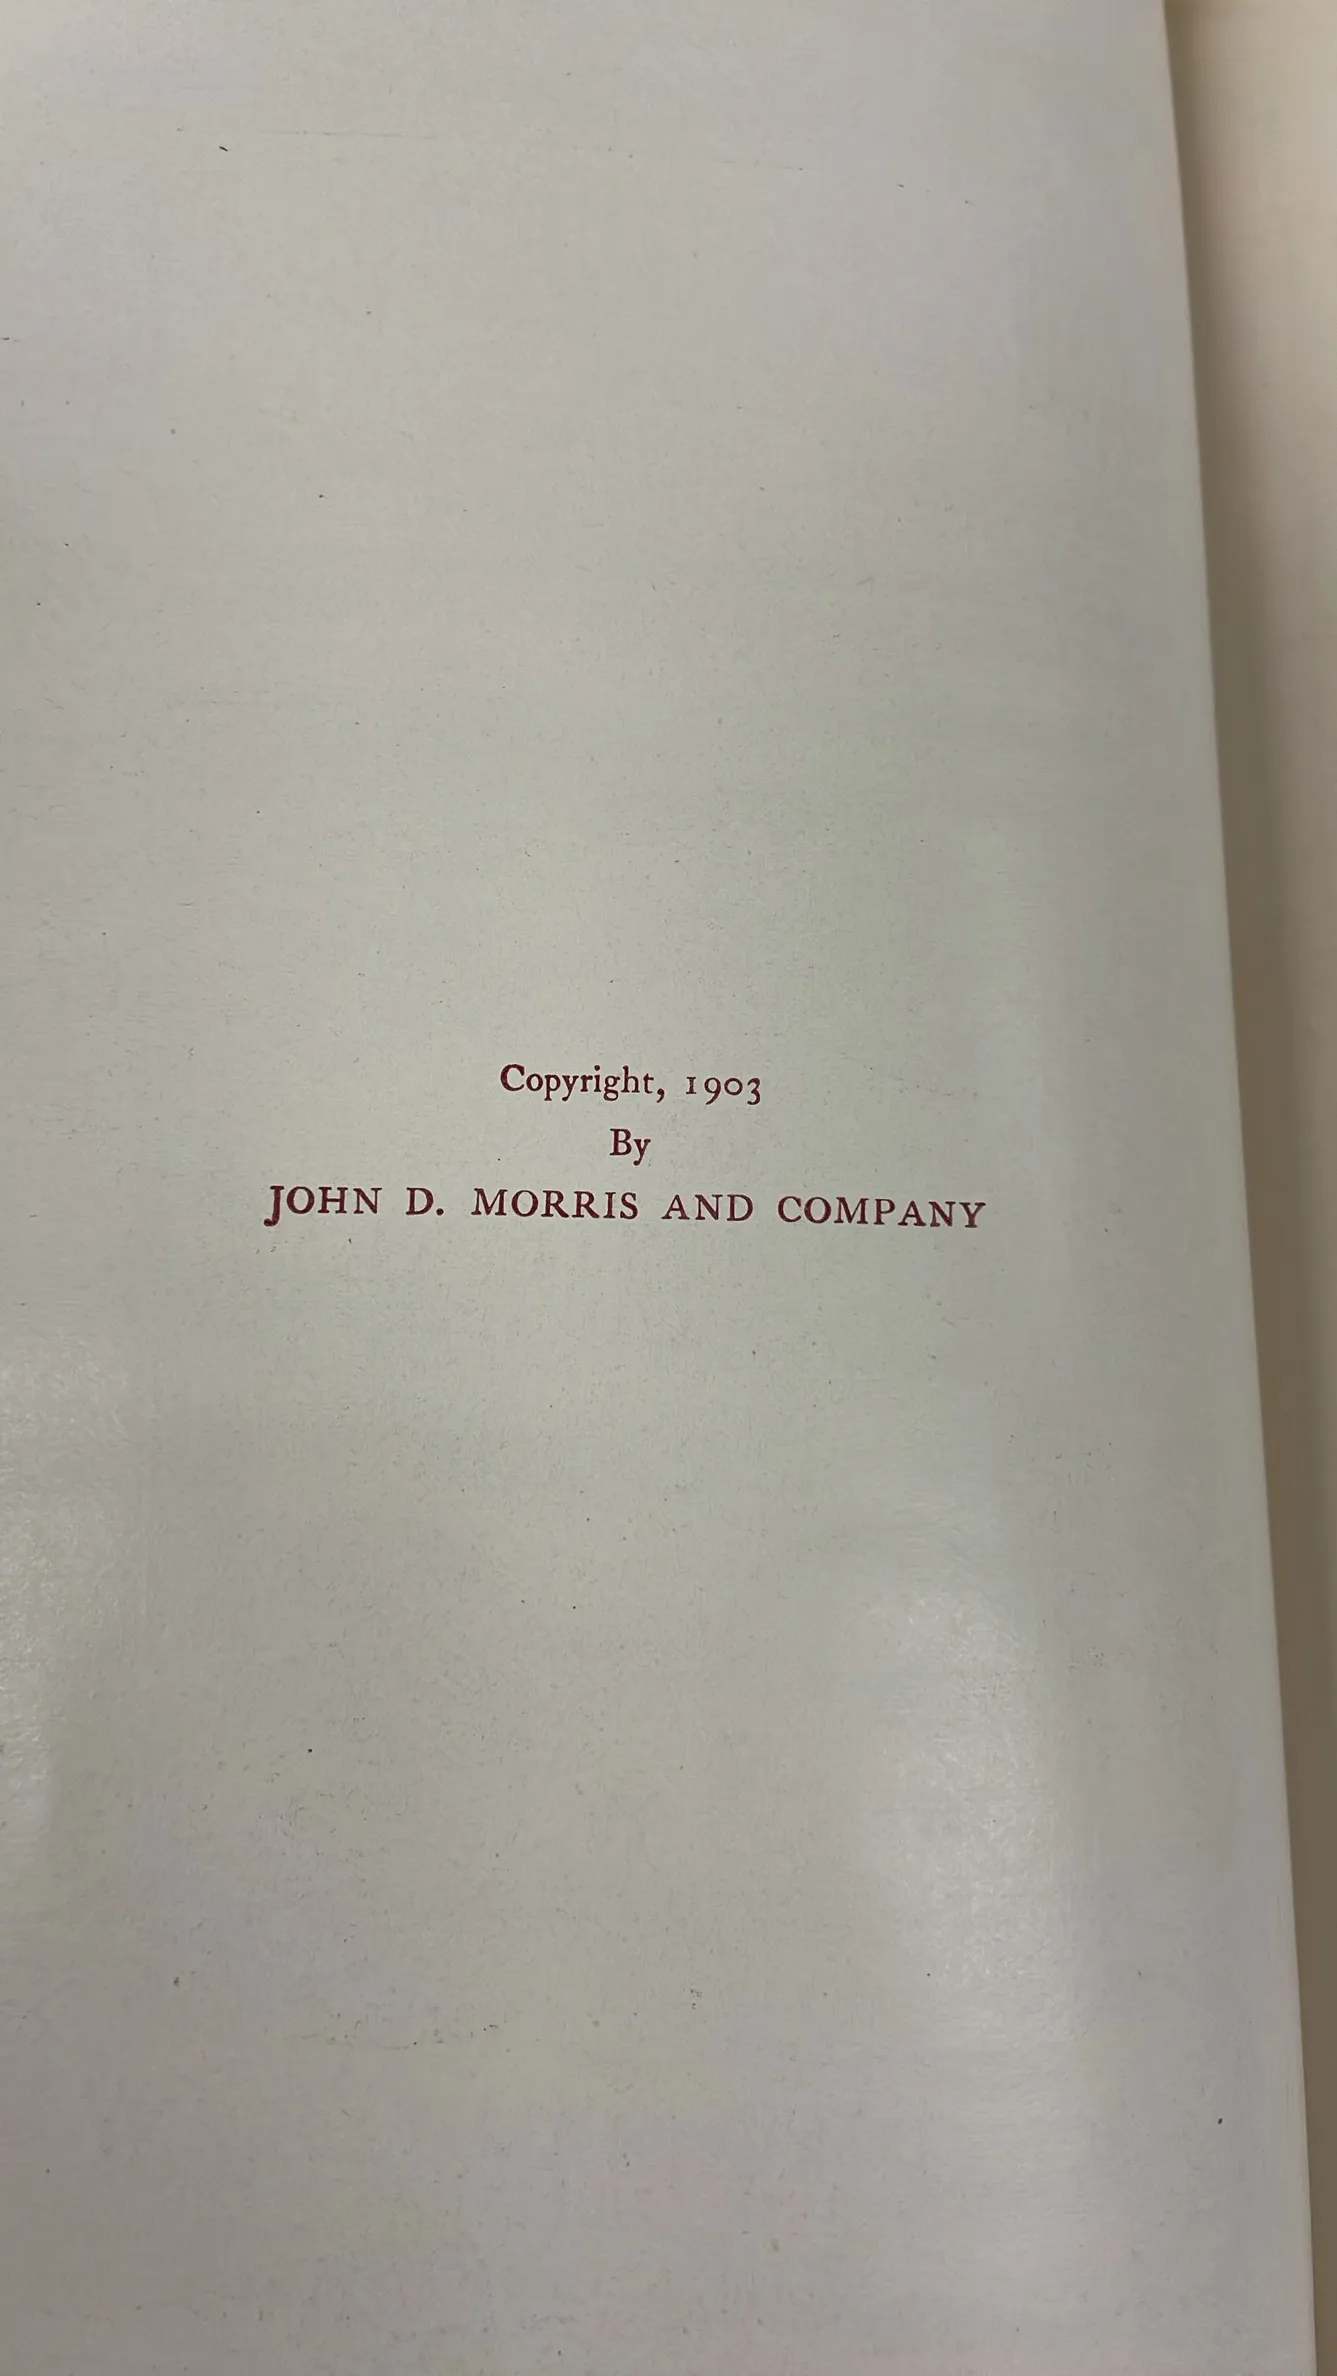 Copyright, 1903
By
JOHN D. MORRIS AND COMPANY